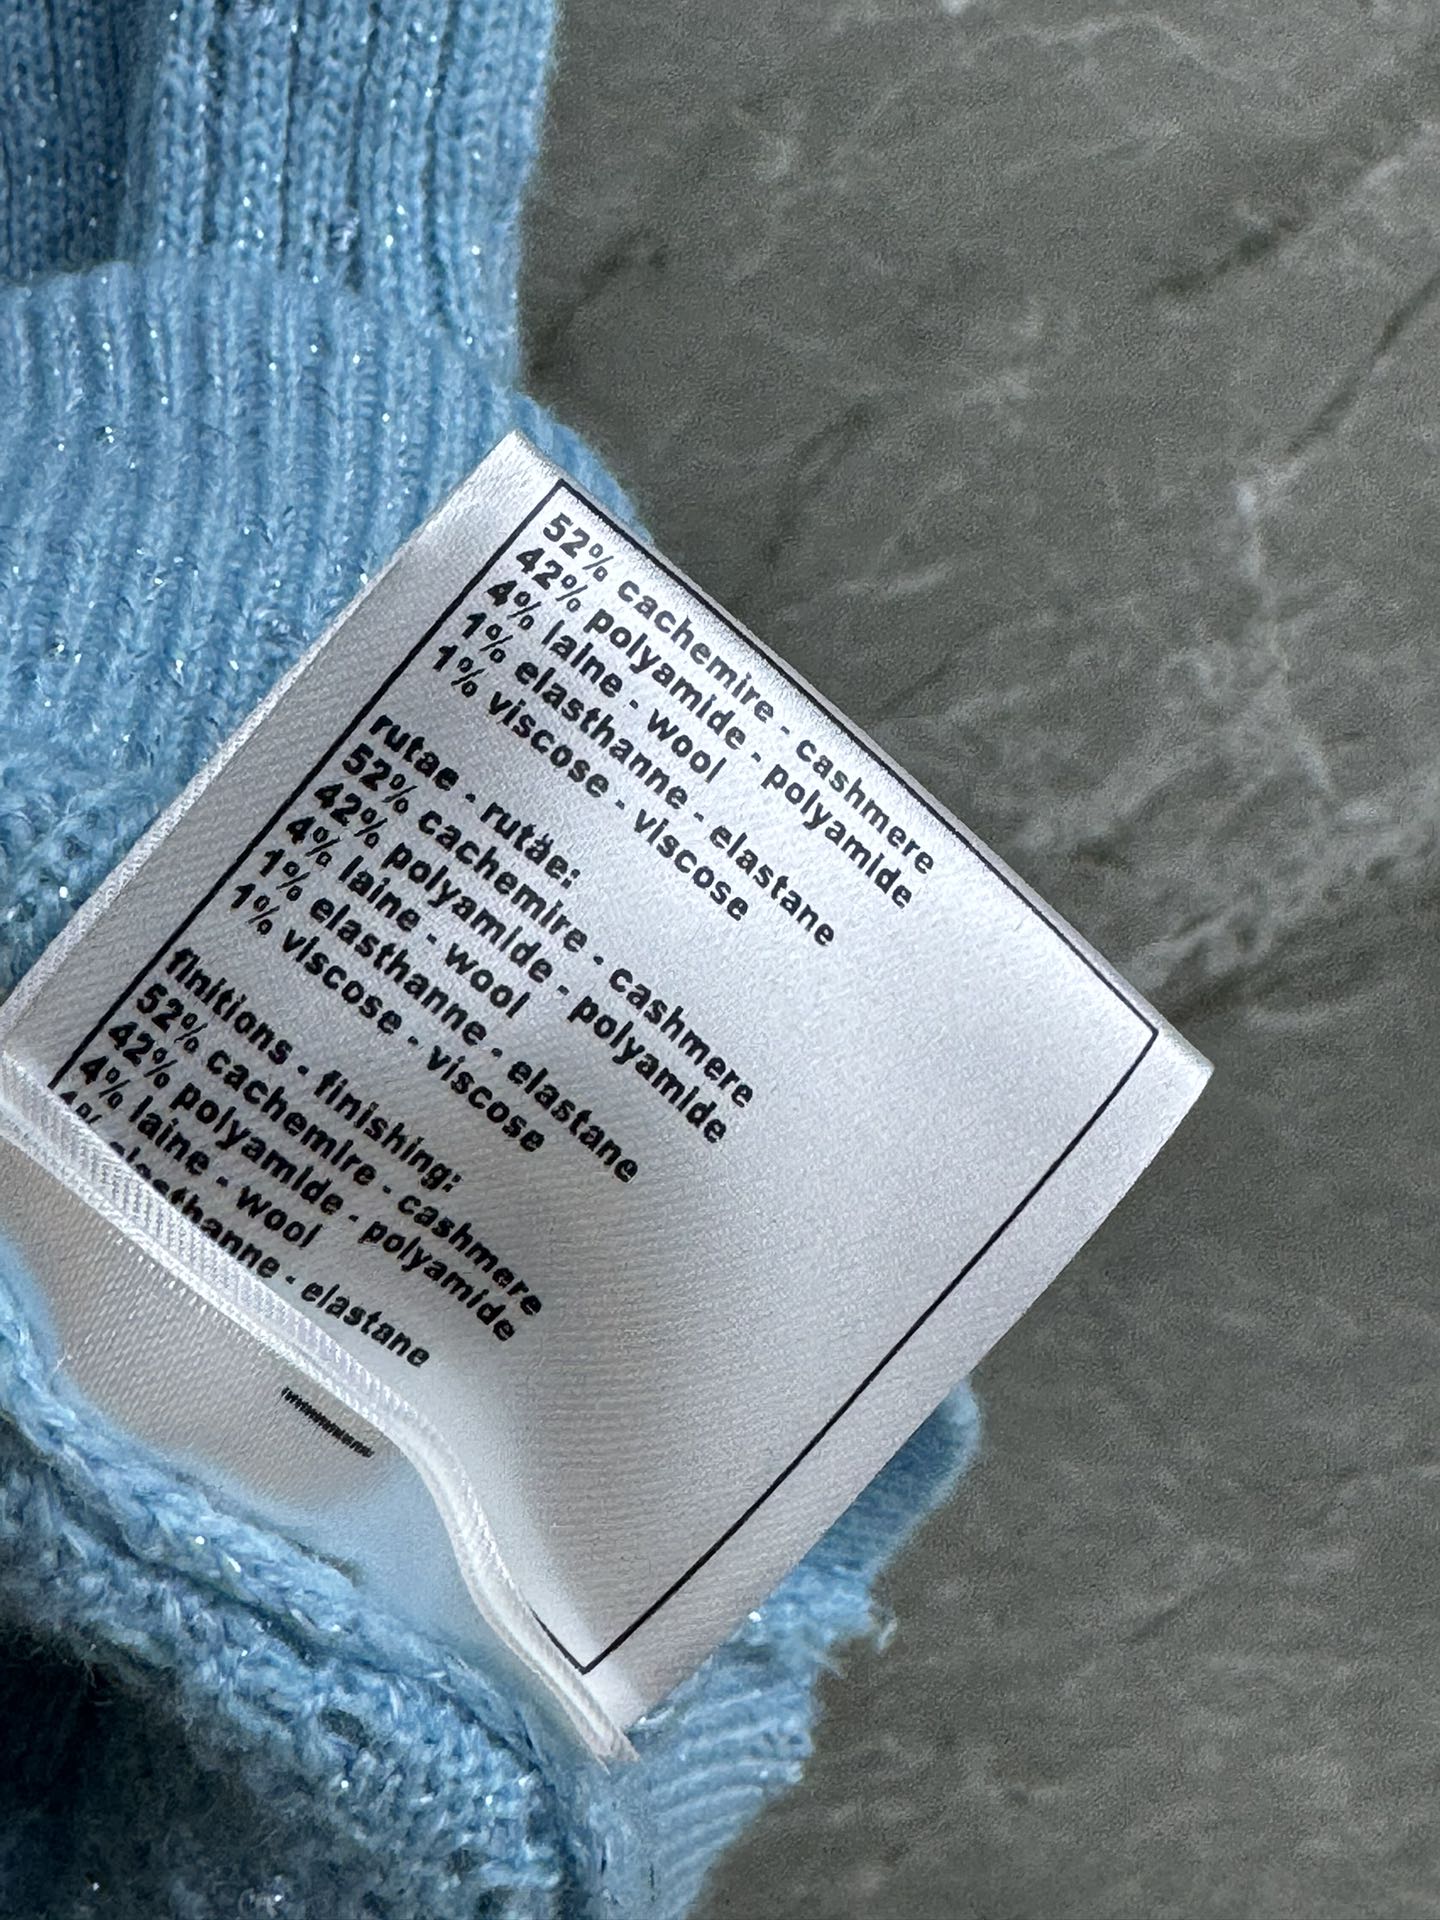 52% cachemire - cashmere
42% polyamide - polyamide
4% laine - wool
1% elasthanne - elastane
1% viscose - viscose
rutae - rutäe:
52% cachemire - cashmere
42% polyamide - polyamide
4% laine - wool
1% elasthanne - elastane
1% viscose - viscose
finitions - finishing:
52% cachemire - cashmere
42% polyamide - polyamide
4% laine - wool
1% elasthanne - elastane